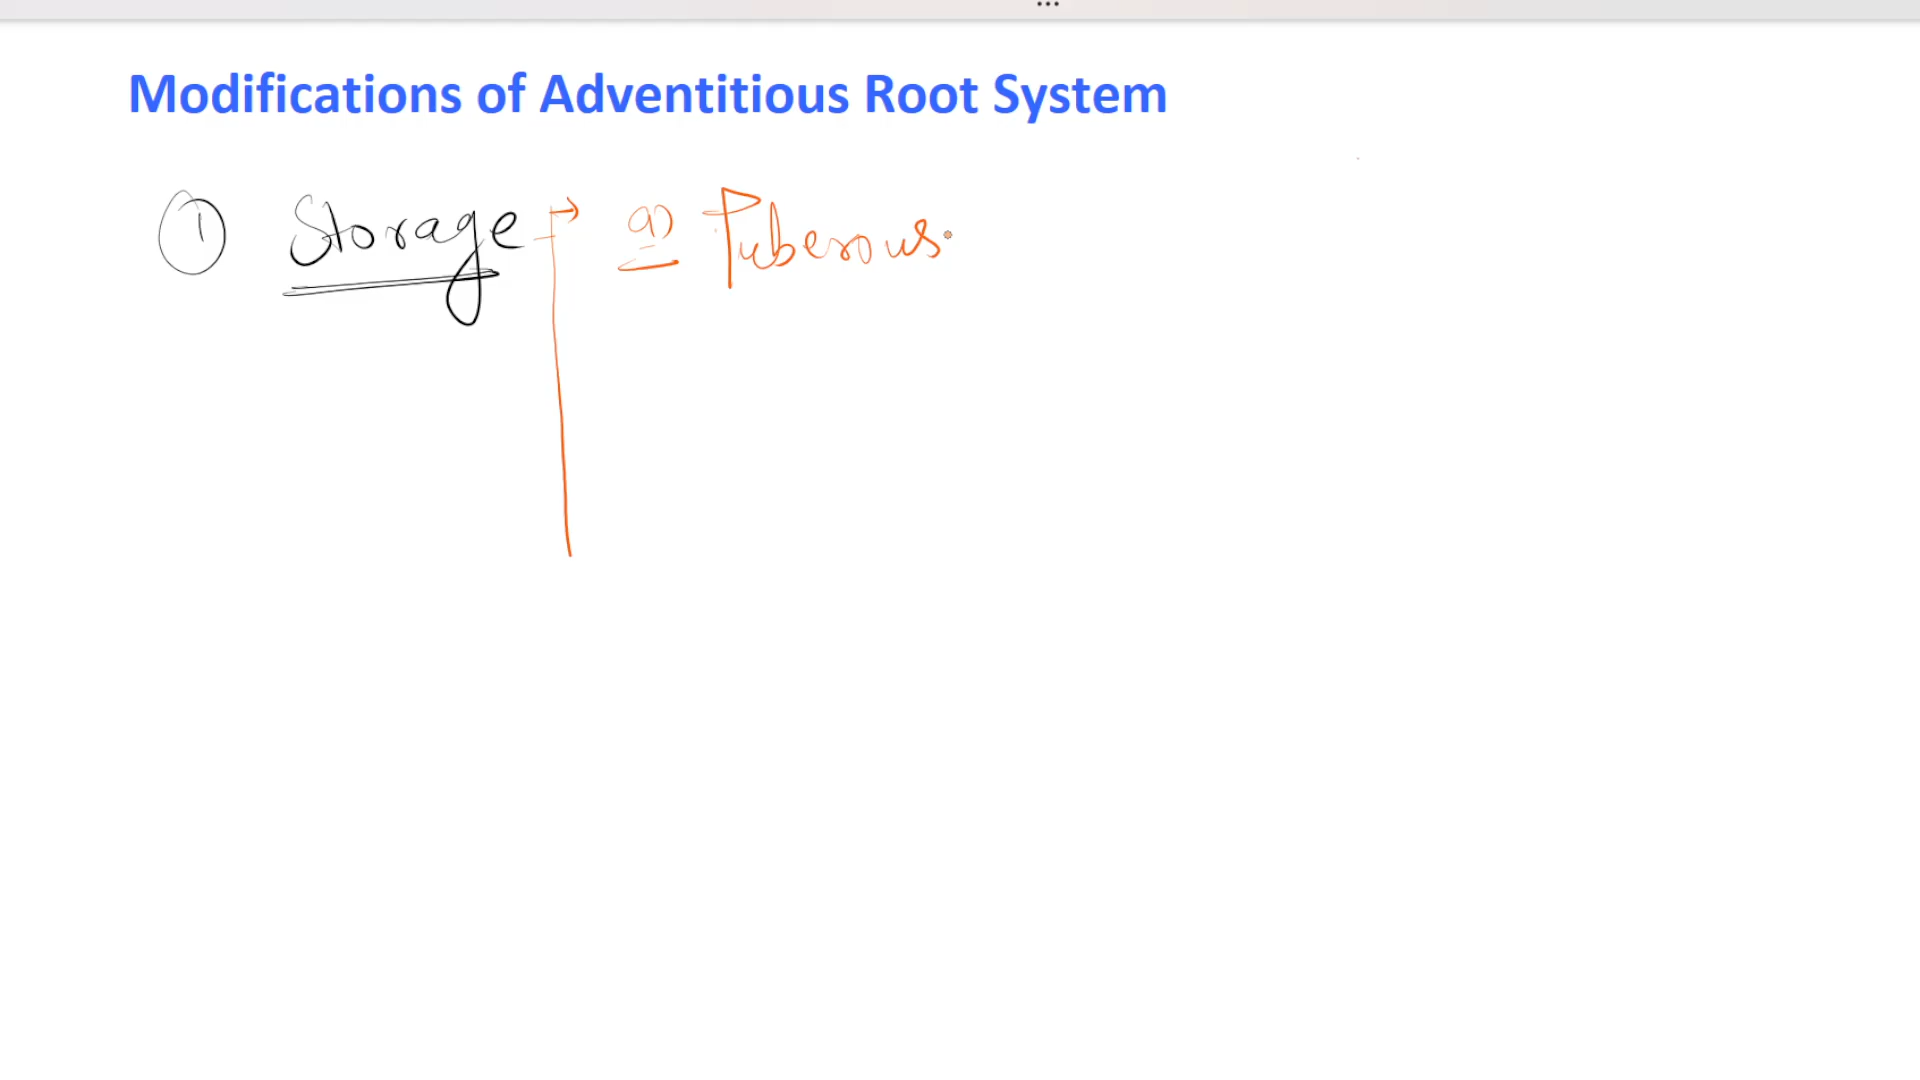 Modifications of Adventitious Root System
① Storage → a) Tuberous